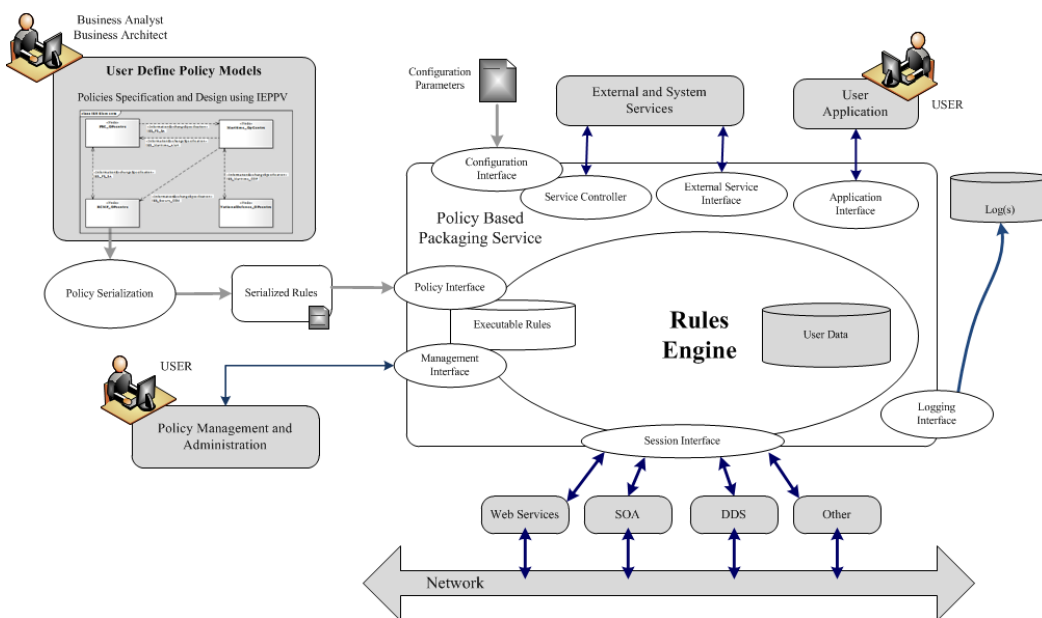 Business Analyst
Business Architect
User Define Policy Models
Policies Specification and Design using IEPPV
Configuration
Parameters
External and System
Services
User
Application
USER
Configuration
Interface
Service Controller
External Service
Interface
Application
Interface
Log(s)
Policy Based
Packaging Service
Policy Serialization
Serialized Rules
Policy Interface
Executable Rules
Rules
Engine
User Data
Management
Interface
USER
Policy Management and
Administration
Logging
Interface
Session Interface
Web Services
SOA
DDS
Other
Network